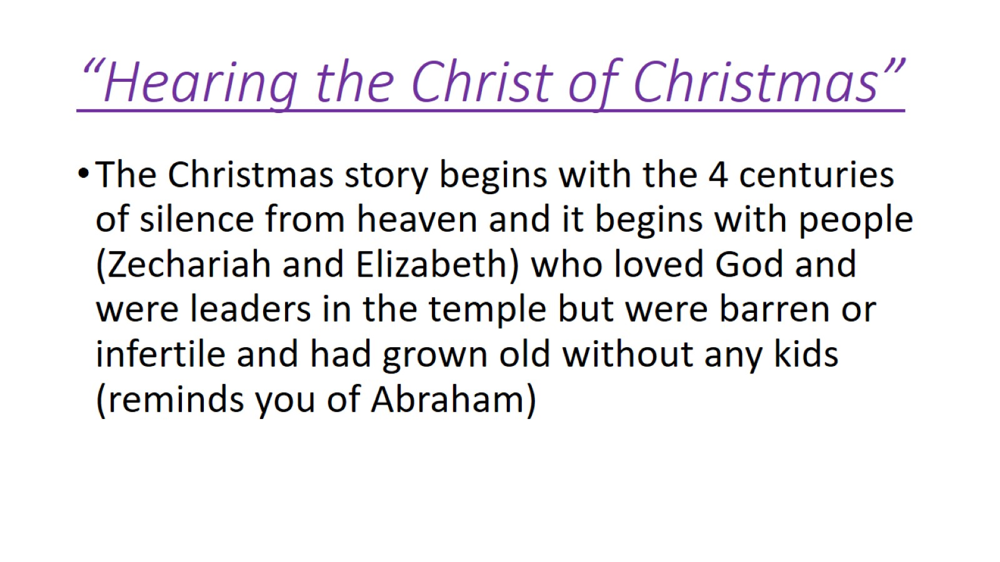 “Hearing the Christ of Christmas”
•The Christmas story begins with the 4 centuries
of silence from heaven and it begins with people
(Zechariah and Elizabeth) who loved God and
were leaders in the temple but were barren or
infertile and had grown old without any kids
(reminds you of Abraham)